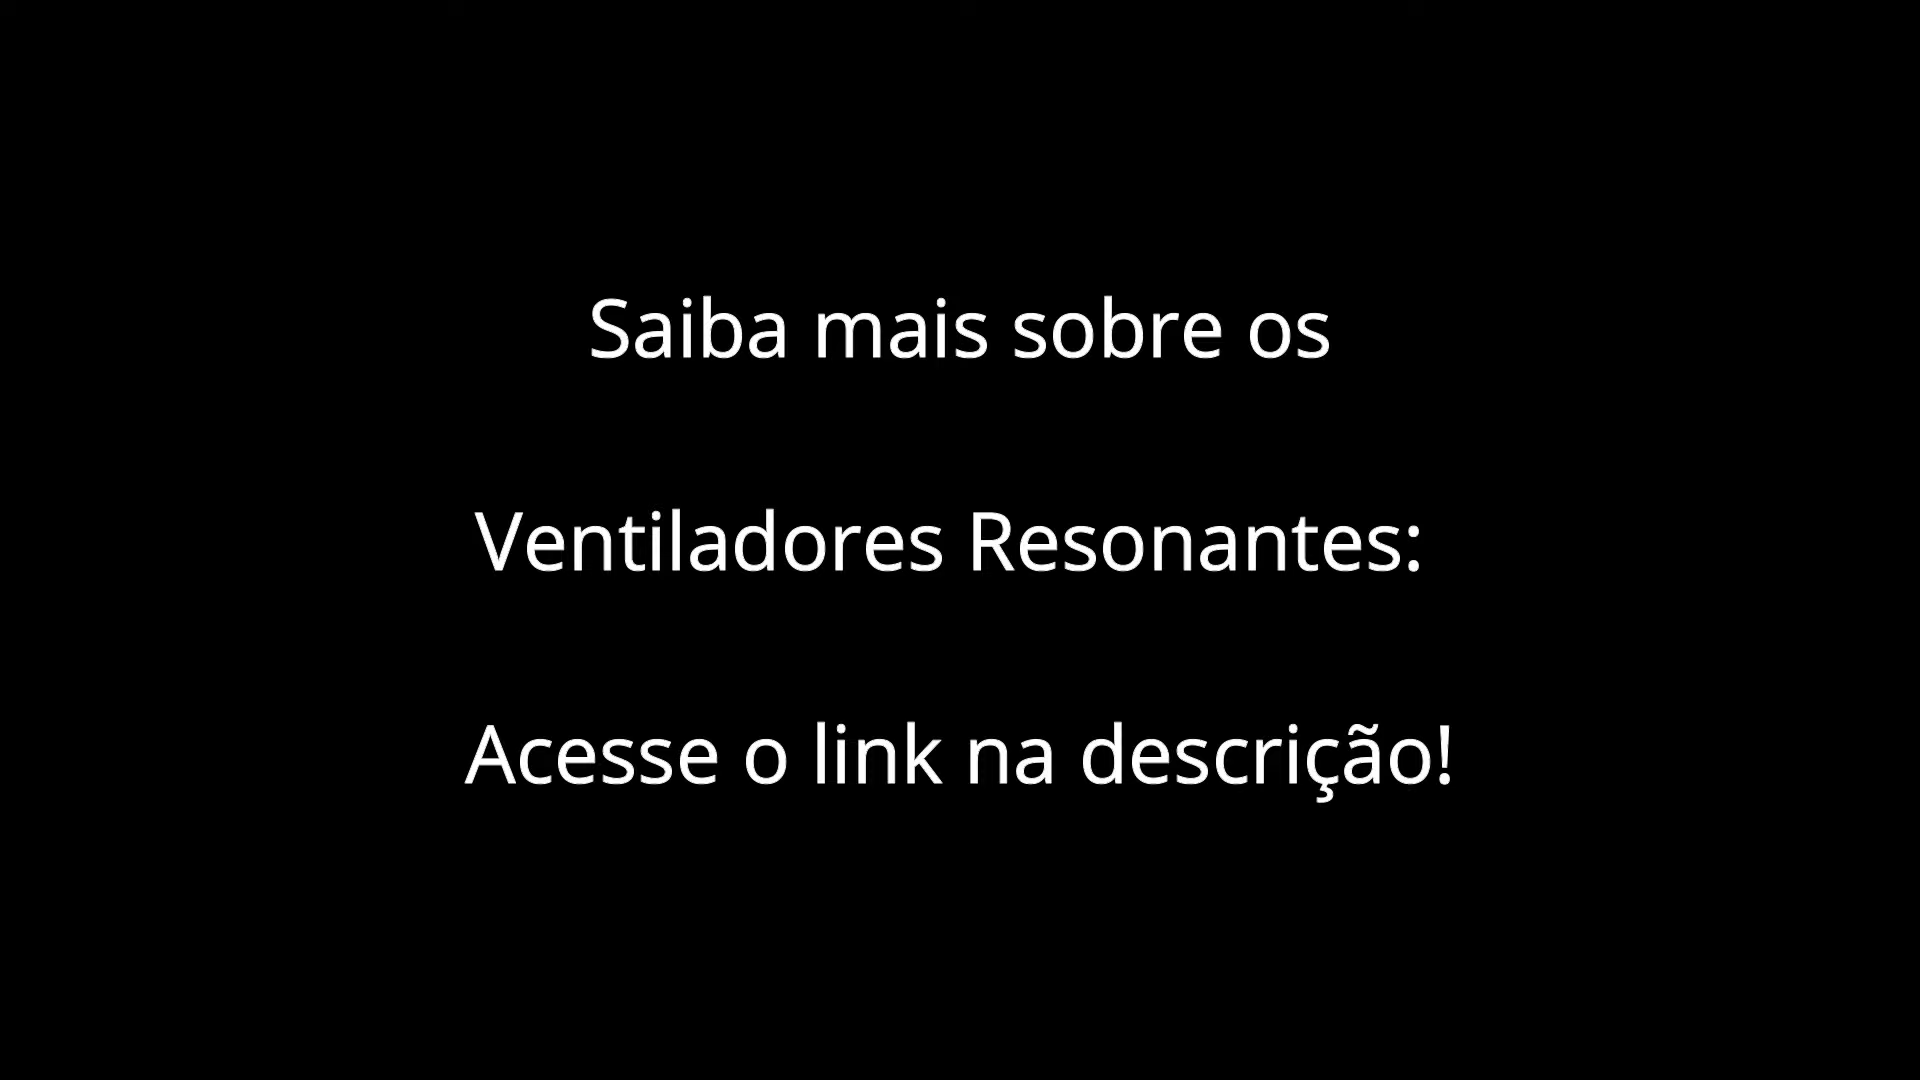 Saiba mais sobre os
Ventiladores Resonantes:
Acesse o link na descrição!